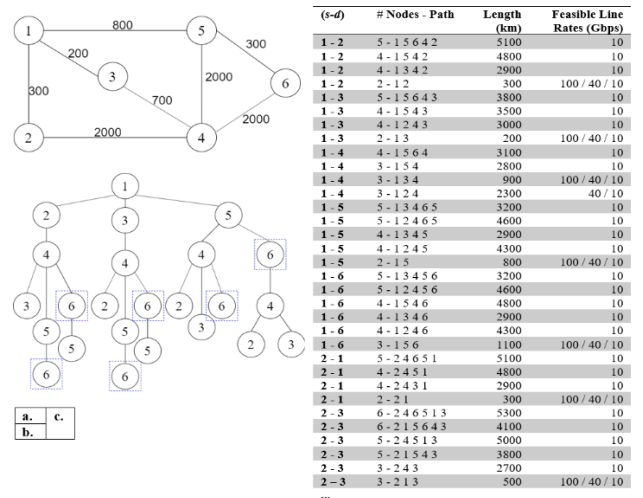 800
1
5
200
300
3
6
300
2000
700
2
2000
4
2000
1
2
3
5
4
4
4
6
3
6
2
6
2
6
4
5
5
3
5
5
2
3
6
6
a. c.
b.
(s-d) # Nodes - Path Length (km) Feasible Line Rates (Gbps)
1 - 2 5 - 1 5 6 4 2 5100 10
1 - 2 4 - 1 5 4 2 4800 10
1 - 2 4 - 1 3 4 2 2900 10
1 - 2 2 - 1 2 300 100 / 40 / 10
1 - 3 5 - 1 5 6 4 3 3800 10
1 - 3 4 - 1 5 4 3 3500 10
1 - 3 4 - 1 2 4 3 3000 10
1 - 3 2 - 1 3 200 100 / 40 / 10
1 - 4 4 - 1 5 6 4 3100 10
1 - 4 3 - 1 5 4 2800 10
1 - 4 3 - 1 3 4 900 100 / 40 / 10
1 - 4 3 - 1 2 4 2300 40 / 10
1 - 5 5 - 1 3 4 6 5 3200 10
1 - 5 5 - 1 2 4 6 5 4600 10
1 - 5 4 - 1 3 4 5 2900 10
1 - 5 4 - 1 2 4 5 4300 10
1 - 5 2 - 1 5 800 100 / 40 / 10
1 - 6 5 - 1 3 4 5 6 3200 10
1 - 6 5 - 1 2 4 5 6 4600 10
1 - 6 4 - 1 5 4 6 4800 10
1 - 6 4 - 1 3 4 6 2900 10
1 - 6 4 - 1 2 4 6 4300 10
1 - 6 3 - 1 5 6 1100 100 / 40 / 10
2 - 1 5 - 2 4 6 5 1 5100 10
2 - 1 4 - 2 4 5 1 4800 10
2 - 1 4 - 2 4 3 1 2900 10
2 - 1 2 - 2 1 300 100 / 40 / 10
2 - 3 6 - 2 4 6 5 1 3 5300 10
2 - 3 6 - 2 1 5 6 4 3 4100 10
2 - 3 5 - 2 4 5 1 3 5000 10
2 - 3 5 - 2 1 5 4 3 3800 10
2 - 3 3 - 2 4 3 2700 10
2 – 3 3 - 2 1 3 500 100 / 40 / 10
...